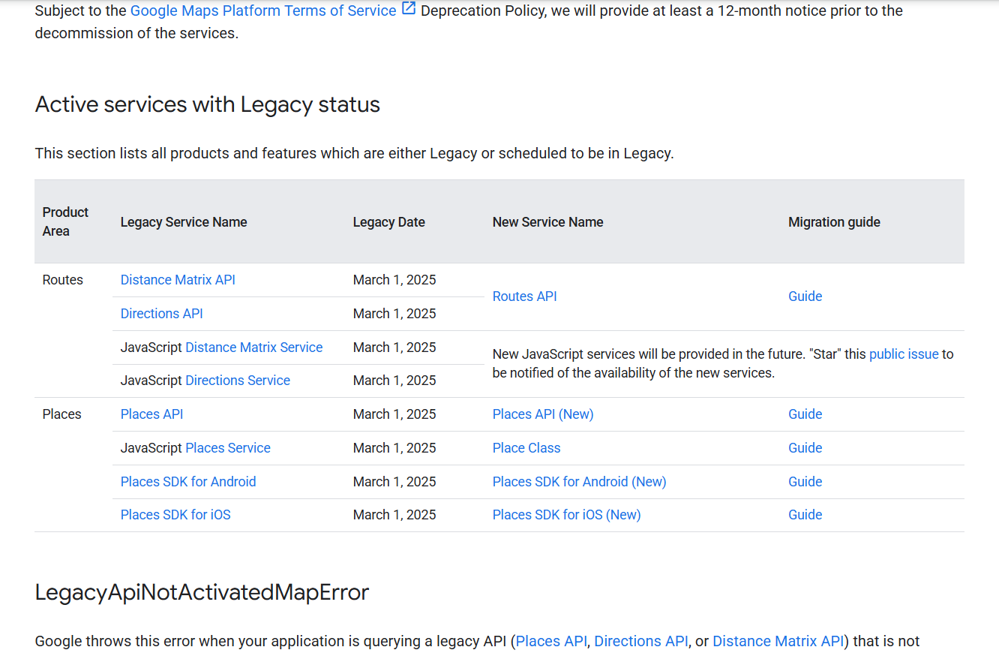 Subject to the Google Maps Platform Terms of Service Deprecation Policy, we will provide at least a 12-month notice prior to the
decommission of the services.
Active services with Legacy status
This section lists all products and features which are either Legacy or scheduled to be in Legacy.
Product
Area
Legacy Service Name
Legacy Date
New Service Name
Migration guide
Routes
Distance Matrix API
March 1, 2025
Routes API
Guide
Directions API
March 1, 2025
JavaScript Distance Matrix Service
March 1, 2025
New JavaScript services will be provided in the future. "Star" this public issue to
be notified of the availability of the new services.
JavaScript Directions Service
March 1, 2025
Places
Places API
March 1, 2025
Places API (New)
Guide
JavaScript Places Service
March 1, 2025
Place Class
Guide
Places SDK for Android
March 1, 2025
Places SDK for Android (New)
Guide
Places SDK for iOS
March 1, 2025
Places SDK for iOS (New)
Guide
LegacyApiNotActivatedMapError
Google throws this error when your application is querying a legacy API (Places API, Directions API, or Distance Matrix API) that is not